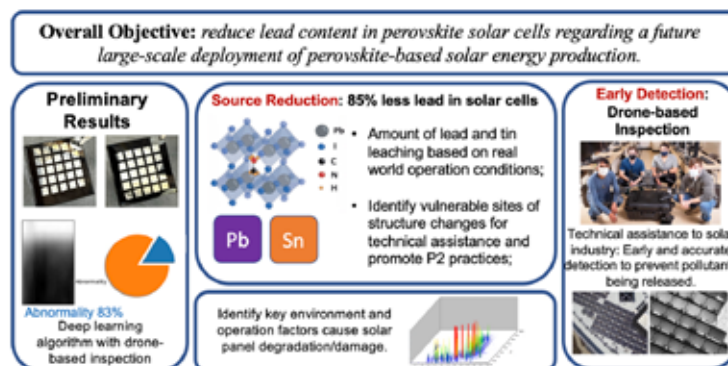 Overall Objective: reduce lead content in perovskite solar cells regarding a future
large-scale deployment of perovskite-based solar energy production.
Preliminary
Results
Abnormality
Abnormality 83%
Deep learning
algorithm with drone-
based inspection
Source Reduction: 85% less lead in solar cells
Pb
I
C
N
H
• Amount of lead and tin
leaching based on real
world operation conditions;
• Identify vulnerable sites
of structure changes for
technical assistance and
promote P2 practices;
Pb
Sn
Identify key environment and
operation factors cause solar
panel degradation/damage.
Early Detection:
Drone-based
Inspection
Technical assistance to sola
industry: Early and accurate
detection to prevent pollutan
being released.